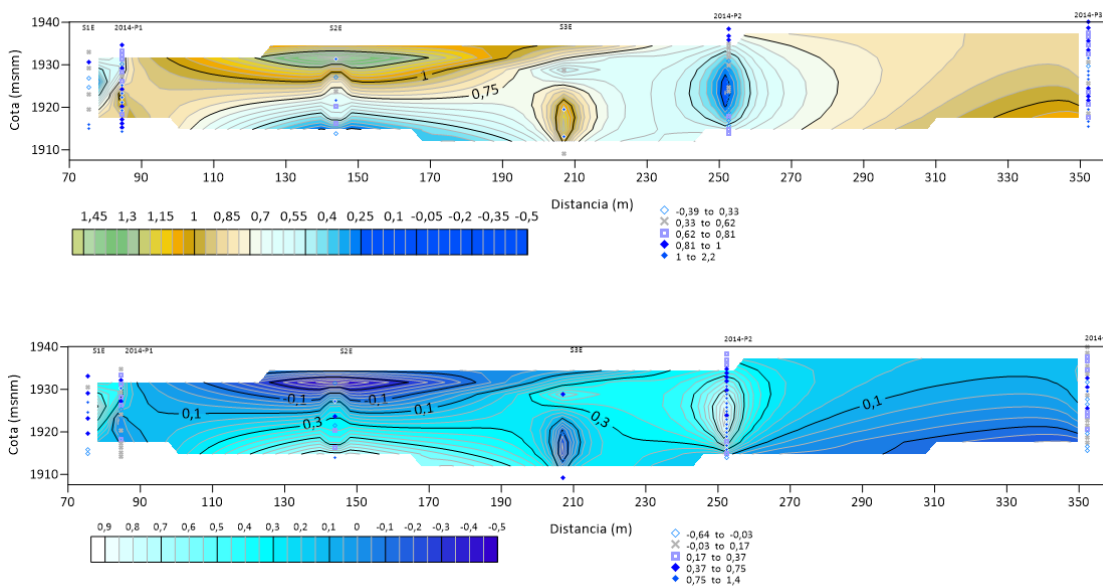 S1E 2014-P1 S2E S3E 2014-P2 2014-P3
1940
1930
1920
1910
Cota (msnm)
1
0,75
70 90 110 130 150 170 190 210 230 250 270 290 310 330 350
Distancia (m)
1,45 1,3 1,15 1 0,85 0,7 0,55 0,4 0,25 0,1 -0,05 -0,2 -0,35 -0,5
-0,39 to 0,33
0,33 to 0,62
0,62 to 0,81
0,81 to 1
1 to 2,2
S1E 2014-P1 S2E S3E 2014-P2 2014-
1940
1930
1920
1910
Cota (msnm)
0,1 0,1 0,1 0,1
0,1
0,3 0,3
70 90 110 130 150 170 190 210 230 250 270 290 310 330 350
Distancia (m)
0,9 0,8 0,7 0,6 0,5 0,4 0,3 0,2 0,1 0 -0,1 -0,2 -0,3 -0,4 -0,5
-0,64 to -0,03
-0,03 to 0,17
0,17 to 0,37
0,37 to 0,75
0,75 to 1,4